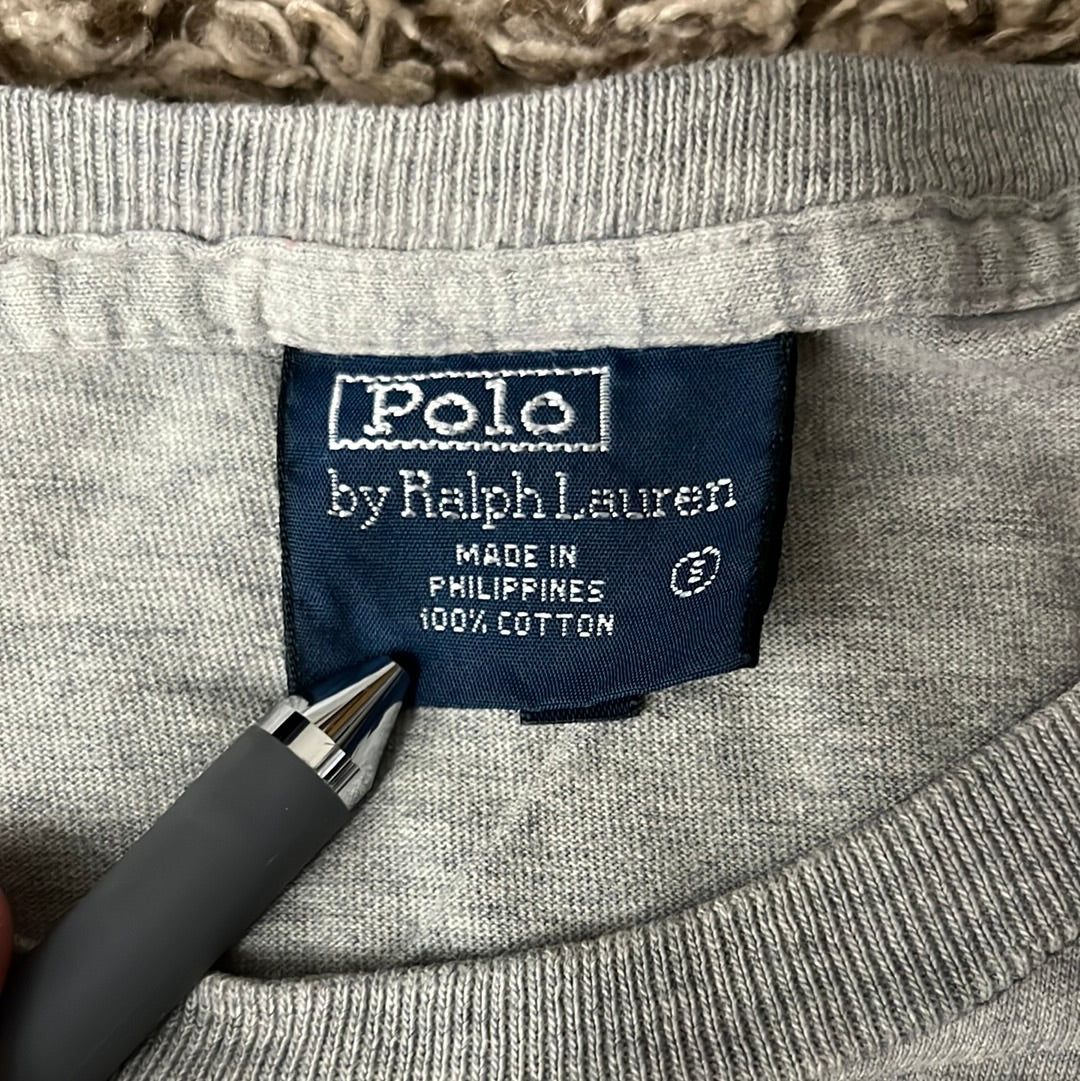 Polo
by Ralph Lauren
MADE IN
PHILIPPINES
100% COTTON
S